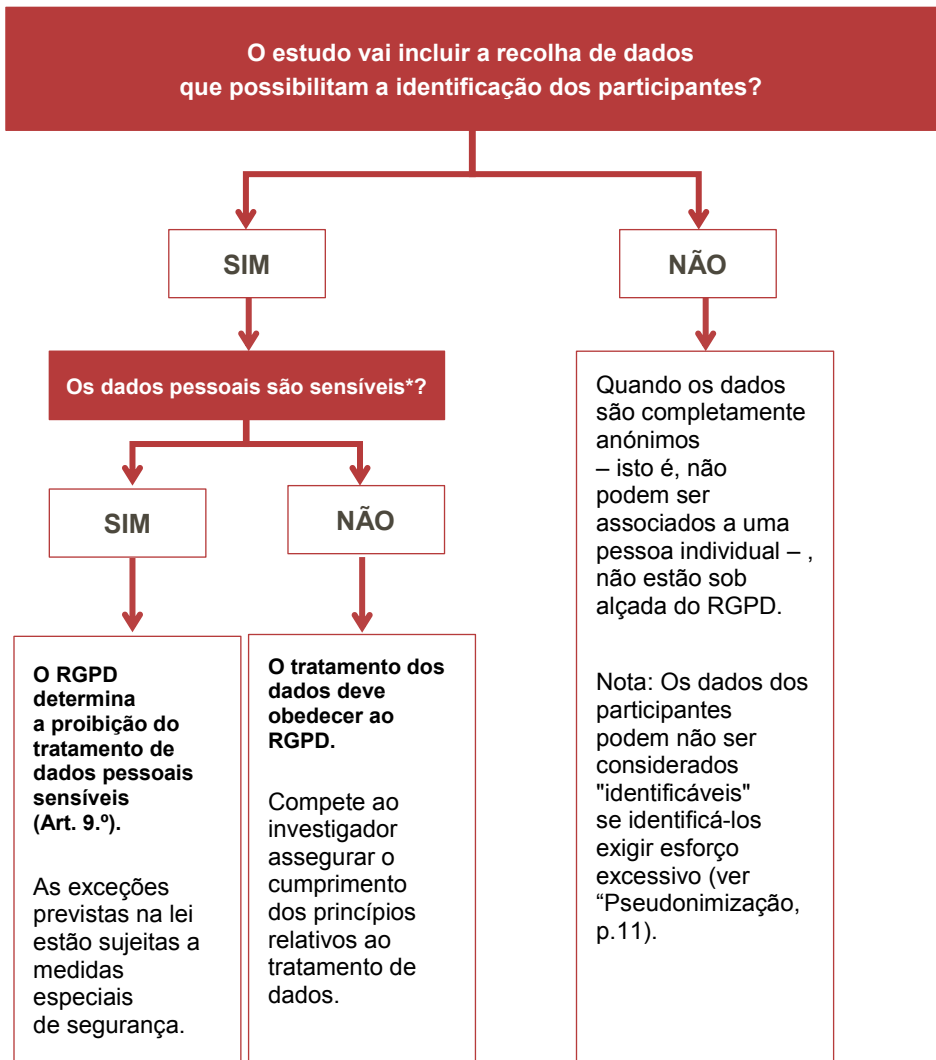 O estudo vai incluir a recolha de dados
que possibilitam a identificação dos participantes?
SIM
NÃO
Os dados pessoais são sensíveis*?
SIM
NÃO
O RGPD
determina
a proibição do
tratamento de
dados pessoais
sensíveis
(Art. 9.º).
As exceções
previstas na lei
estão sujeitas a
medidas
especiais
de segurança.
O tratamento dos
dados deve
obedecer ao
RGPD.
Compete ao
investigador
assegurar o
cumprimento
dos princípios
relativos ao
tratamento de
dados.
Quando os dados
são completamente
anónimos
– isto é, não
podem ser
associados a uma
pessoa individual – ,
não estão sob
alçada do RGPD.
Nota: Os dados dos
participantes
podem não ser
considerados
"identificáveis"
se identificá-los
exigir esforço
excessivo (ver
“Pseudonimização,
p.11).